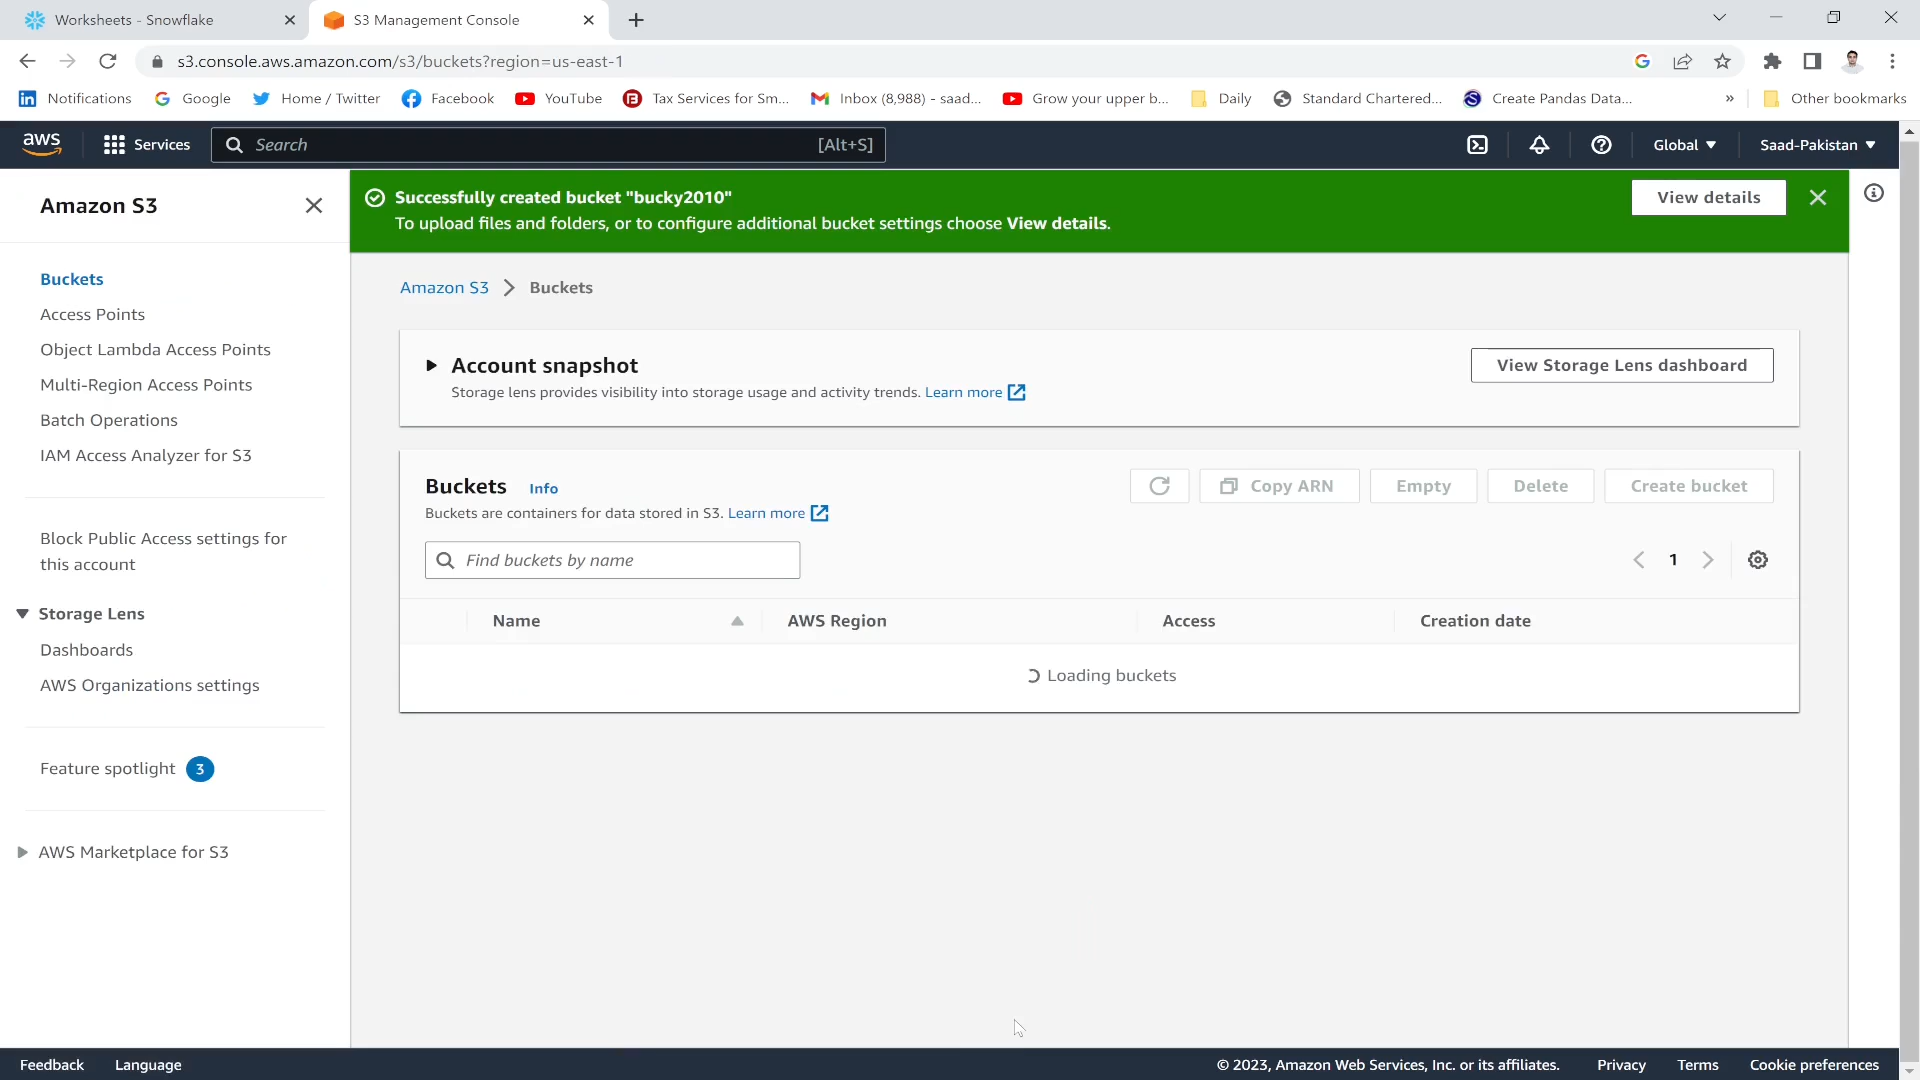 Worksheets - Snowflake
S3 Management Console
s3.console.aws.amazon.com/s3/buckets?region=us-east-1
Notifications
Google
Home / Twitter
Facebook
YouTube
Tax Services for Sm...
Inbox (8,988) - saad...
Grow your upper b...
Daily
Standard Chartered...
Create Pandas Data...
»
Other bookmarks
aws
Services
Search
[Alt+S]
Global
Saad-Pakistan
Amazon S3
Buckets
Access Points
Object Lambda Access Points
Multi-Region Access Points
Batch Operations
IAM Access Analyzer for S3
Block Public Access settings for
this account
Storage Lens
Dashboards
AWS Organizations settings
Feature spotlight 3
AWS Marketplace for S3
Successfully created bucket "bucky2010"
To upload files and folders, or to configure additional bucket settings choose View details.
View details
Amazon S3 > Buckets
Account snapshot
Storage lens provides visibility into storage usage and activity trends. Learn more
View Storage Lens dashboard
Buckets Info
Buckets are containers for data stored in S3. Learn more
Copy ARN
Empty
Delete
Create bucket
Find buckets by name
1
Name
AWS Region
Access
Creation date
Loading buckets
Feedback
Language
© 2023, Amazon Web Services, Inc. or its affiliates.
Privacy
Terms
Cookie preferences